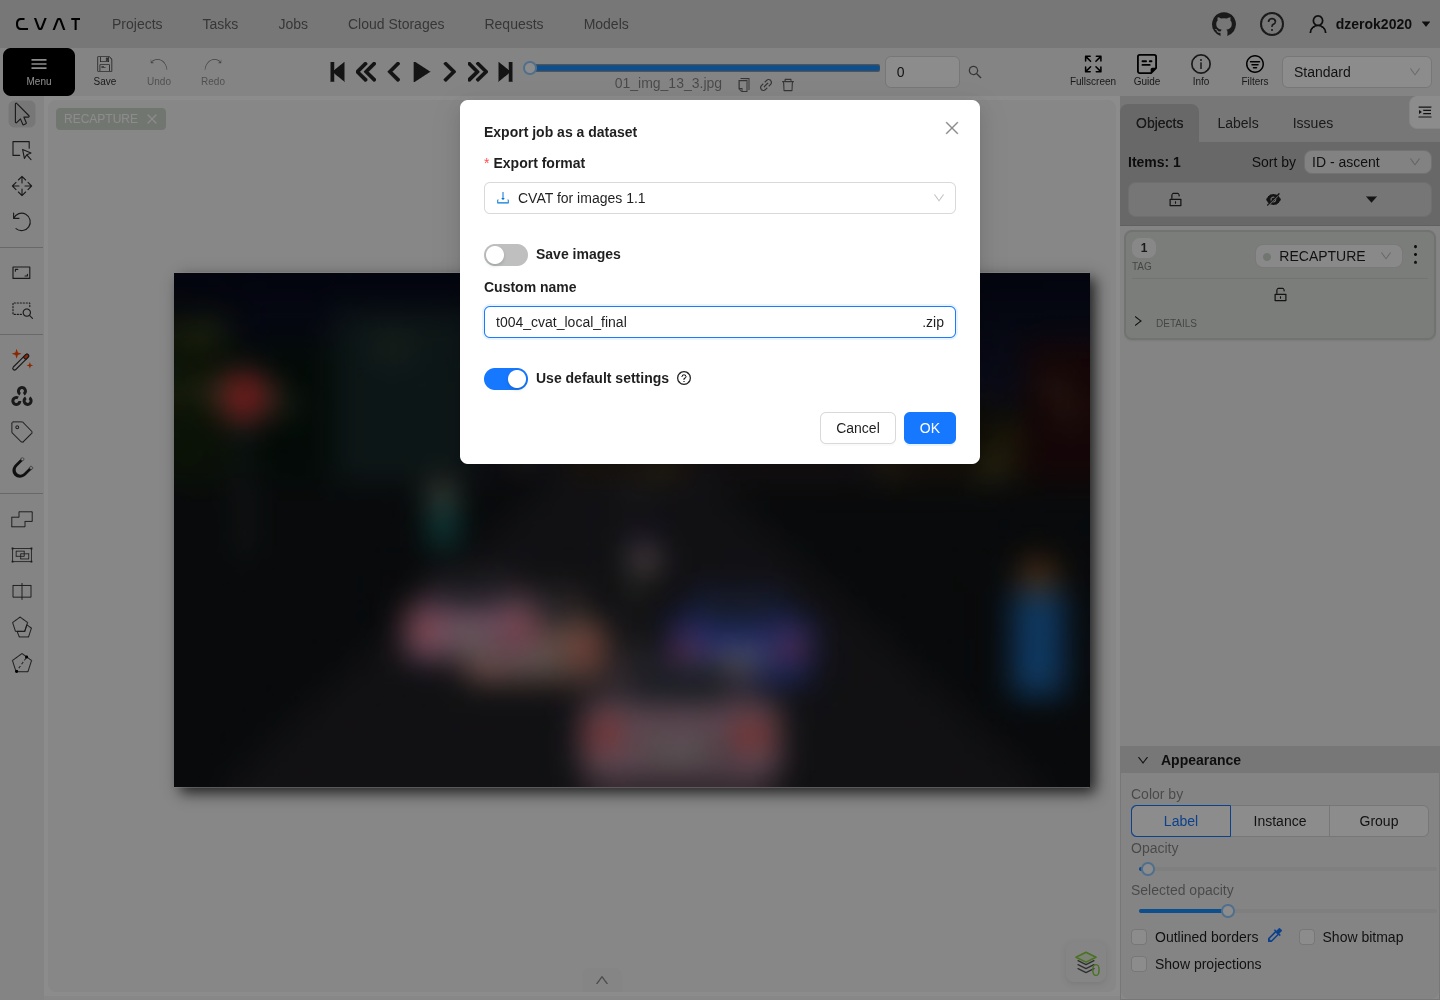 CVAT
Projects
Tasks
Jobs
Cloud Storages
Requests
Models
dzerok2020
Menu
Save
Undo
Redo
01_img_13_3.jpg
0
Fullscreen
Guide
Info
Filters
Standard
RECAPTURE
Export job as a dataset
* Export format
CVAT for images 1.1
Save images
Custom name
t004_cvat_local_final
.zip
Use default settings
Cancel
OK
Objects
Labels
Issues
Items: 1
Sort by
ID - ascent
1
TAG
RECAPTURE
DETAILS
Appearance
Color by
Label
Instance
Group
Opacity
Selected opacity
Outlined borders
Show bitmap
Show projections
0